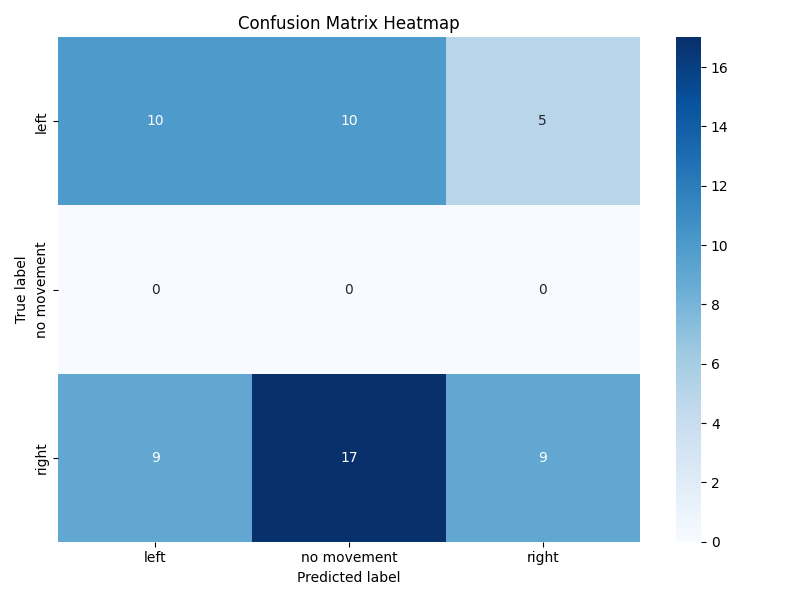 Confusion Matrix Heatmap
True label
left
10 10 5
no movement
0 0 0
right
9 17 9
left no movement right
Predicted label
16
14
12
10
8
6
4
2
0